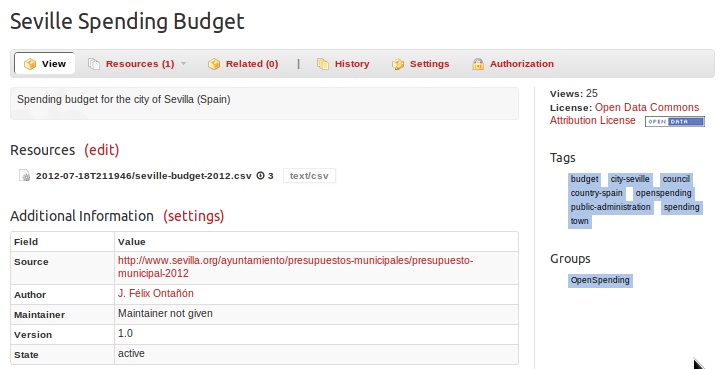 Seville Spending Budget
View Resources (1) Related (0) | History Settings Authorization
Spending budget for the city of Sevilla (Spain)
Resources (edit)
2012-07-18T211946/seville-budget-2012.csv 3 text/csv
Additional Information (settings)
Field Value
Source http://www.sevilla.org/ayuntamiento/presupuestos-municipales/presupuesto-
municipal-2012
Author J. Félix Ontañón
Maintainer Maintainer not given
Version 1.0
State active
Views: 25
License: Open Data Commons
Attribution License OPEN DATA
Tags
budget city-seville council
country-spain openspending
public-administration spending
town
Groups
OpenSpending